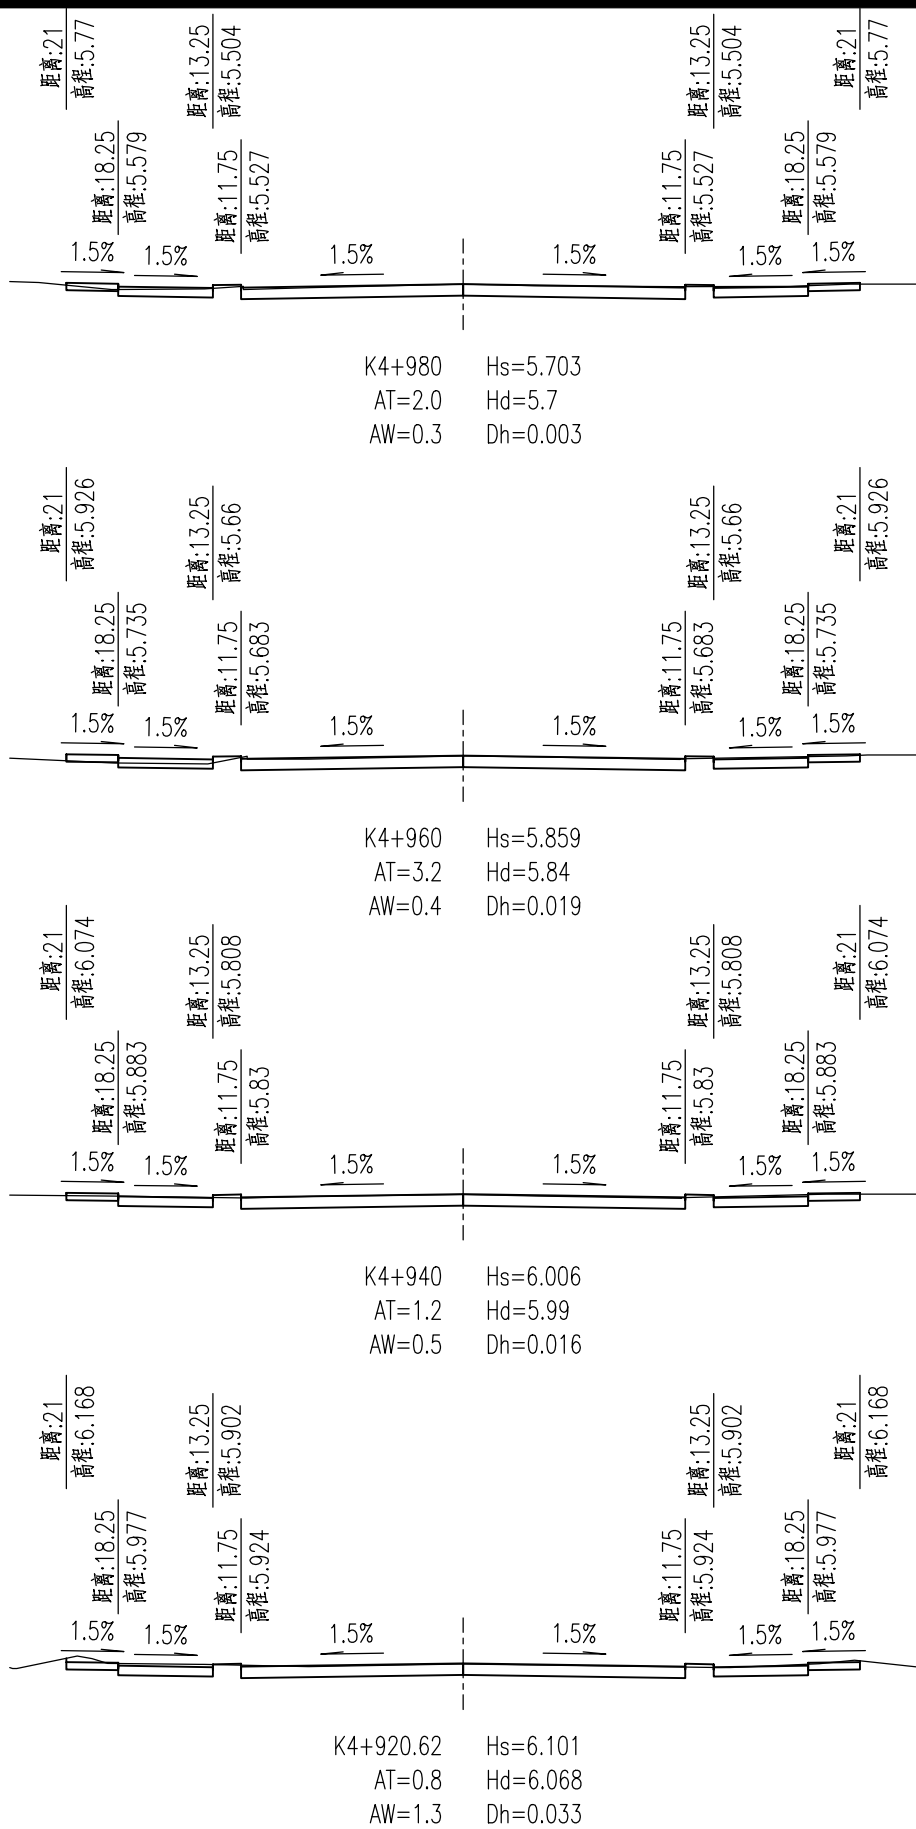 距离:21
高程:5.77
距离:13.25
高程:5.504
距离:13.25
高程:5.504
距离:21
高程:5.77
距离:18.25
高程:5.579
距离:11.75
高程:5.527
距离:11.75
高程:5.527
距离:18.25
高程:5.579
1.5%
1.5%
1.5%
1.5%
1.5%
1.5%
K4+980 Hs=5.703
AT=2.0 Hd=5.7
AW=0.3 Dh=0.003
距离:21
高程:5.926
距离:13.25
高程:5.66
距离:13.25
高程:5.66
距离:21
高程:5.926
距离:18.25
高程:5.735
距离:11.75
高程:5.683
距离:11.75
高程:5.683
距离:18.25
高程:5.735
1.5%
1.5%
1.5%
1.5%
1.5%
1.5%
K4+960 Hs=5.859
AT=3.2 Hd=5.84
AW=0.4 Dh=0.019
距离:21
高程:6.074
距离:13.25
高程:5.808
距离:13.25
高程:5.808
距离:21
高程:6.074
距离:18.25
高程:5.883
距离:11.75
高程:5.83
距离:11.75
高程:5.83
距离:18.25
高程:5.883
1.5%
1.5%
1.5%
1.5%
1.5%
1.5%
K4+940 Hs=6.006
AT=1.2 Hd=5.99
AW=0.5 Dh=0.016
距离:21
高程:6.168
距离:13.25
高程:5.902
距离:13.25
高程:5.902
距离:21
高程:6.168
距离:18.25
高程:5.977
距离:11.75
高程:5.924
距离:11.75
高程:5.924
距离:18.25
高程:5.977
1.5%
1.5%
1.5%
1.5%
1.5%
1.5%
K4+920.62 Hs=6.101
AT=0.8 Hd=6.068
AW=1.3 Dh=0.033